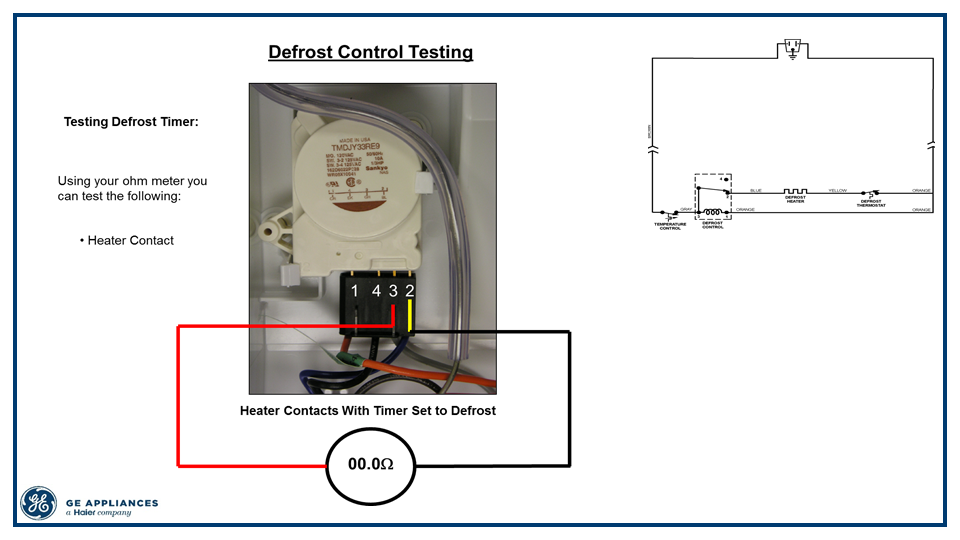 Defrost Control Testing
Testing Defrost Timer:
Using your ohm meter you
can test the following:
• Heater Contact
MADE IN USA
TMDJY33RE9
Sankyo
1 4 3 2
Heater Contacts With Timer Set to Defrost
00.0Ω
BLUE
DEFROST
HEATER
YELLOW
DEFROST
THERMOSTAT
ORANGE
TEMPERATURE
CONTROL
GRAY
DEFROST
CONTROL
ORANGE
ORANGE
GE APPLIANCES
a Haier company